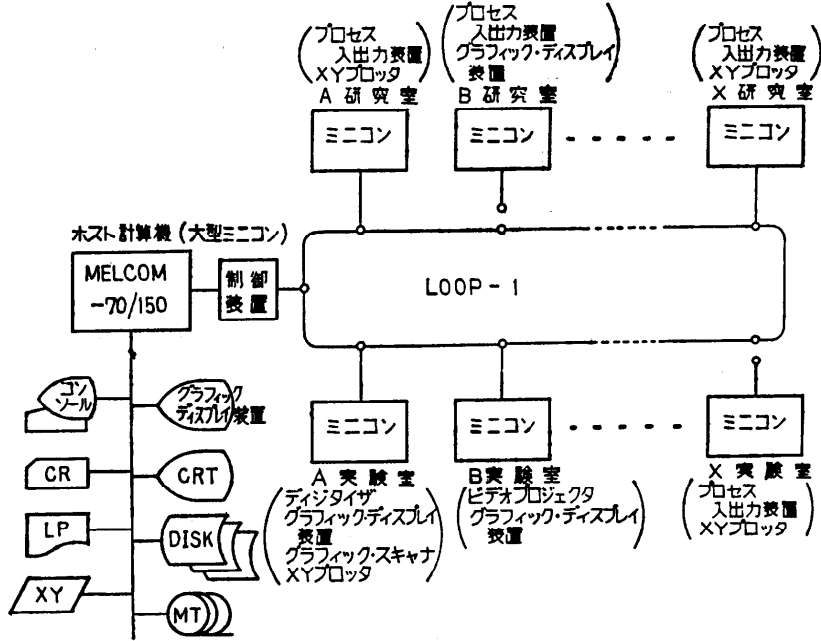 プロセス
入出力装置
XYプロッタ
A研究室
ミニコン
プロセス
入出力装置
グラフィック・ディスプレイ
装置
B研究室
ミニコン
プロセス
入出力装置
XYプロッタ
X研究室
ミニコン
ホスト計算機(大型ミニコン)
MELCOM
-70/150
制御
装置
LOOP-1
コン
ソール
グラフィック
ディスプレイ装置
CR
CRT
LP
DISK
XY
MT
ミニコン
A実験室
ディジタイザ
グラフィック・ディスプレイ
装置
グラフィック・スキャナ
XYプロッタ
ミニコン
B実験室
ビデオプロジェクタ
グラフィック・ディスプレイ
装置
ミニコン
X実験室
プロセス
入出力装置
XYプロッタ